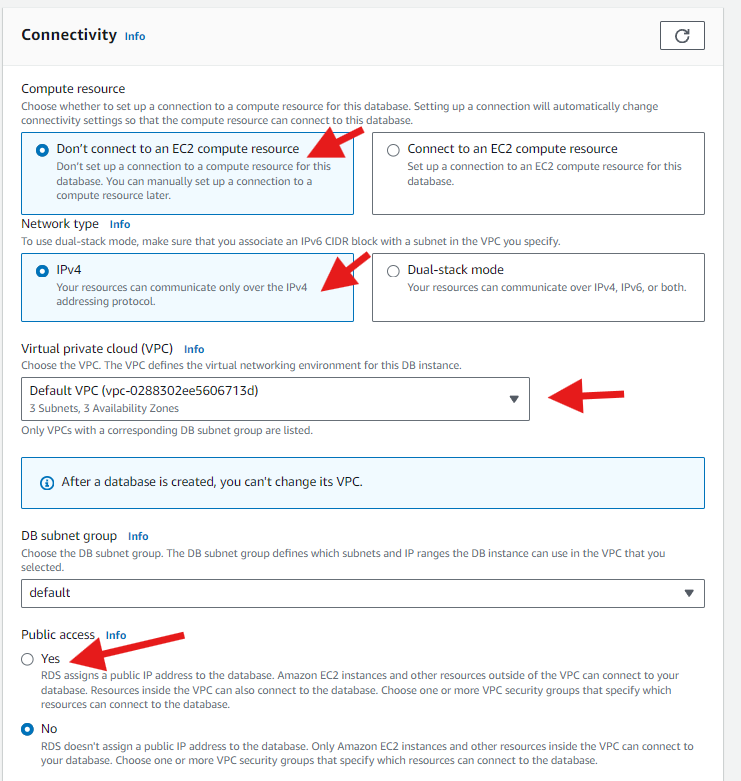 Connectivity Info
Compute resource
Choose whether to set up a connection to a compute resource for this database. Setting up a connection will automatically change
connectivity settings so that the compute resource can connect to this database.
Don't connect to an EC2 compute resource
Don't set up a connection to a compute resource for this
database. You can manually set up a connection to a
compute resource later.
Connect to an EC2 compute resource
Set up a connection to an EC2 compute resource for this
database.
Network type Info
To use dual-stack mode, make sure that you associate an IPv6 CIDR block with a subnet in the VPC you specify.
IPv4
Your resources can communicate only over the IPv4
addressing protocol.
Dual-stack mode
Your resources can communicate over IPv4, IPv6, or both.
Virtual private cloud (VPC) Info
Choose the VPC. The VPC defines the virtual networking environment for this DB instance.
Default VPC (vpc-0288302ee5606713d)
3 Subnets, 3 Availability Zones
Only VPCs with a corresponding DB subnet group are listed.
After a database is created, you can't change its VPC.
DB subnet group Info
Choose the DB subnet group. The DB subnet group defines which subnets and IP ranges the DB instance can use in the VPC that you
selected.
default
Public access Info
Yes
RDS assigns a public IP address to the database. Amazon EC2 instances and other resources outside of the VPC can connect to your
database. Resources inside the VPC can also connect to the database. Choose one or more VPC security groups that specify which
resources can connect to the database.
No
RDS doesn't assign a public IP address to the database. Only Amazon EC2 instances and other resources inside the VPC can connect to
your database. Choose one or more VPC security groups that specify which resources can connect to the database.